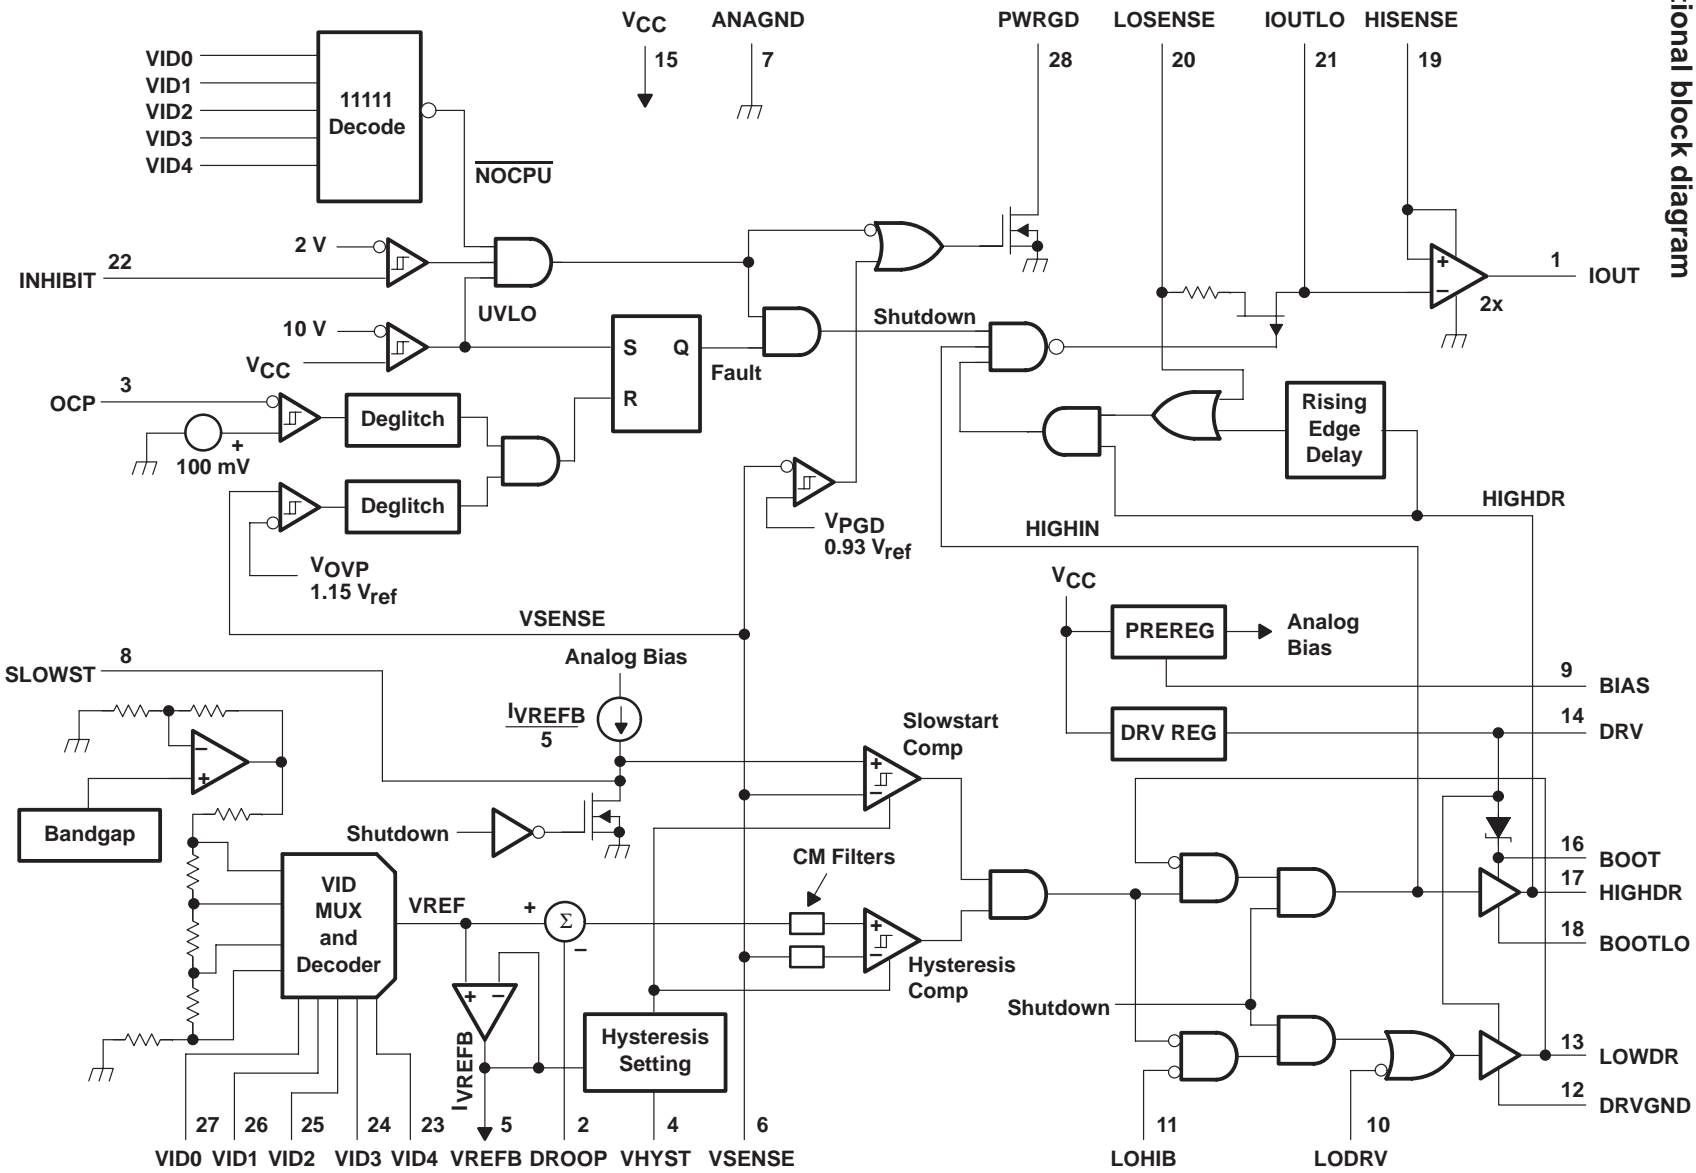 VCC
ANAGND
PWRGD
LOSENSE
IOUTLO
HISENSE
15
7
28
20
21
19
tional block diagram
VID0
VID1
VID2
VID3
VID4
11111
Decode
NOCPU
2 V
22
INHIBIT
10 V
VCC
UVLO
3
OCP
+
100 mV
Deglitch
Deglitch
S
Q
R
Fault
Shutdown
+
−
2x
1
IOUT
Rising
Edge
Delay
HIGHDR
HIGHIN
VPGD
0.93 Vref
VOVP
1.15 Vref
VSENSE
VCC
PREREG
Analog
Bias
9
BIAS
14
DRV
DRV REG
8
SLOWST
Analog Bias
IVREFB
5
Slowstart
Comp
+
−
−
+
Bandgap
Shutdown
CM Filters
VID
MUX
and
Decoder
VREF
+
Σ
−
+
−
Hysteresis
Comp
16
BOOT
17
HIGHDR
18
BOOTLO
Shutdown
+
−
Hysteresis
Setting
IVREFB
13
LOWDR
12
DRVGND
27
26
25
24
23
5
2
4
6
11
10
VID0
VID1
VID2
VID3
VID4
VREFB
DROOP
VHYST
VSENSE
LOHIB
LODRV